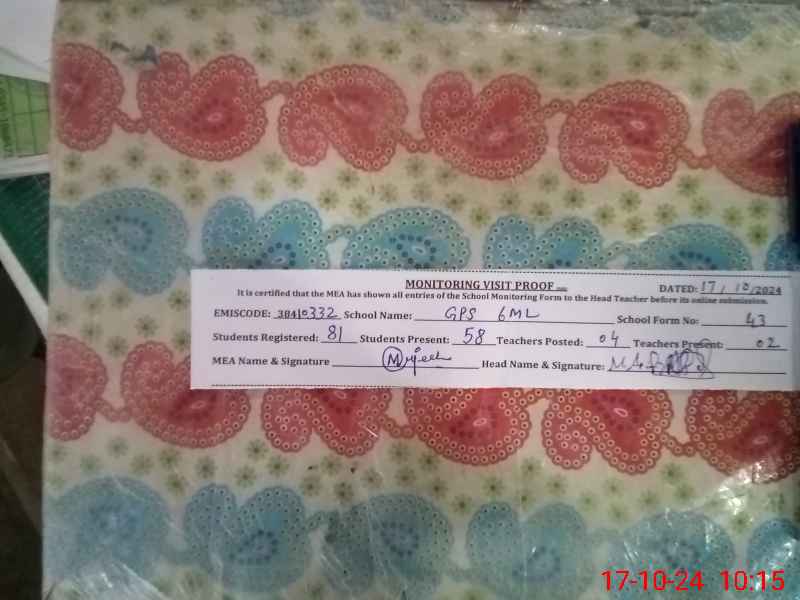 MONITORING VISIT PROOF DATED: 17/10/2024
It is certified that the MEA has shown all entries of the School Monitoring Form to the Head Teacher before its online submission.
EMISCODE: 38410332 School Name: GPS 6ML School Form No: 43
Students Registered: 81 Students Present: 58 Teachers Posted: 04 Teachers Present: 02
MEA Name & Signature Head Name & Signature:
17-10-24 10:15